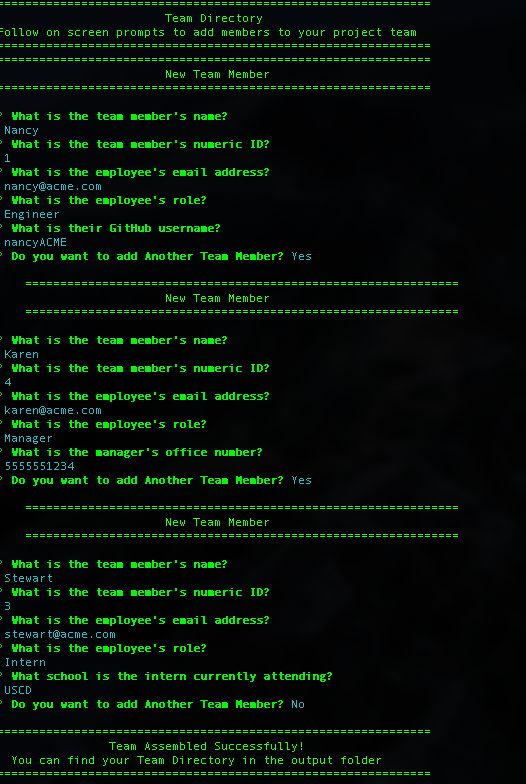 ================================================================
Team Directory
Follow on screen prompts to add members to your project team
================================================================
================================================================
New Team Member
================================================================
? What is the team member's name?
Nancy
? What is the team member's numeric ID?
1
? What is the employee's email address?
nancy@acme.com
? What is the employee's role?
Engineer
? What is their GitHub username?
nancyACME
? Do you want to add Another Team Member? Yes
==============================================================
New Team Member
==============================================================
? What is the team member's name?
Karen
? What is the team member's numeric ID?
4
? What is the employee's email address?
karen@acme.com
? What is the employee's role?
Manager
? What is the manager's office number?
5555551234
? Do you want to add Another Team Member? Yes
==============================================================
New Team Member
==============================================================
? What is the team member's name?
Stewart
? What is the team member's numeric ID?
3
? What is the employee's email address?
stewart@acme.com
? What is the employee's role?
Intern
? What school is the intern currently attending?
USCD
? Do you want to add Another Team Member? No
================================================================
Team Assembled Successfully!
You can find your Team Directory in the output folder
================================================================